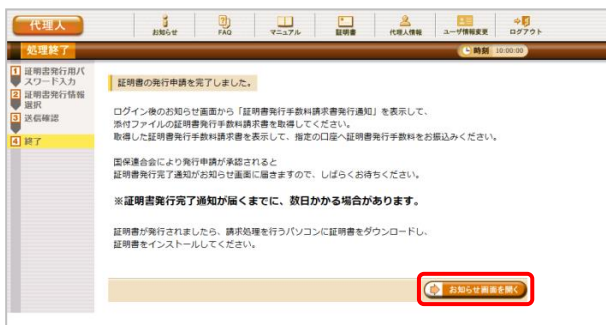 代理人
お知らせ
FAQ
マニュアル
証明書
代理人情報
ユーザ情報変更
ログアウト
処理終了
時刻 10:00:00
1 証明書発行用パ
スワード入力
2 証明書発行情報
選択
3 送信確認
4 終了
証明書の発行申請を完了しました。
ログイン後のお知らせ画面から「証明書発行手数料請求書発行通知」を表示して、
添付ファイルの証明書発行手数料請求書を取得してください。
取得した証明書発行手数料請求書を表示して、指定の口座へ証明書発行手数料をお振込みください。
国保連合会により発行申請が承認されると
証明書発行完了通知がお知らせ画面に届きますので、しばらくお待ちください。
※証明書発行完了通知が届くまでに、数日かかる場合があります。
証明書が発行されましたら、請求処理を行うパソコンに証明書をダウンロードし、
証明書をインストールしてください。
お知らせ画面を開く